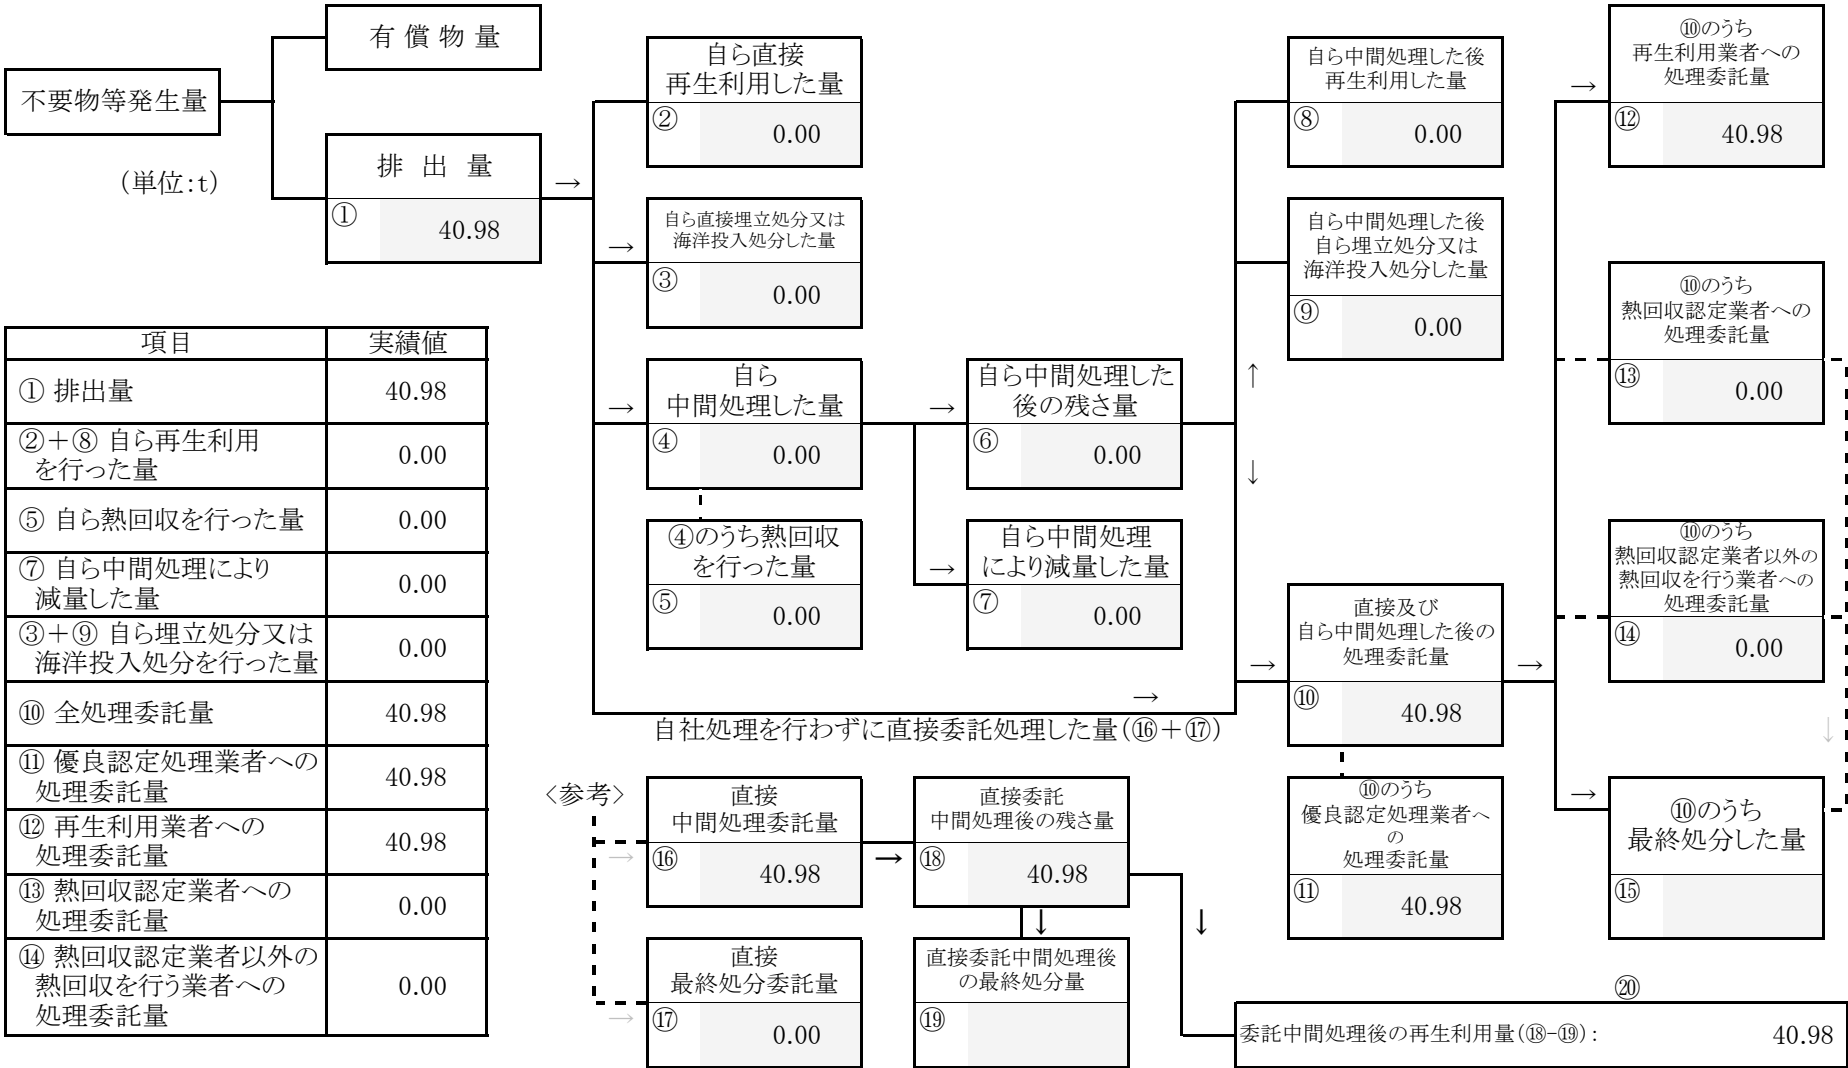 不要物等発生量
(単位:t)
有 償 物 量
排 出 量
①
40.98
→
自ら直接
再生利用した量
②
0.00
→
自ら直接埋立処分又は
海洋投入処分した量
③
0.00
→
自ら
中間処理した量
④
0.00
④のうち熱回収
を行った量
⑤
0.00
→
自ら中間処理した
後の残さ量
⑥
0.00
→
自ら中間処理
により減量した量
⑦
0.00
↑
↓
自ら中間処理した後
再生利用した量
⑧
0.00
自ら中間処理した後
自ら埋立処分又は
海洋投入処分した量
⑨
0.00
→
自社処理を行わずに直接委託処理した量(⑯+⑰)
→
直接及び
自ら中間処理した後の
処理委託量
⑩
40.98
⑩のうち
優良認定処理業者へ
の
処理委託量
⑪
40.98
→
→
⑩のうち
再生利用業者への
処理委託量
⑫
40.98
⑩のうち
熱回収認定業者への
処理委託量
⑬
0.00
⑩のうち
熱回収認定業者以外の
熱回収を行う業者への
処理委託量
⑭
0.00
↓
→
⑩のうち
最終処分した量
⑮
項目 実績値
① 排出量 40.98
②+⑧ 自ら再生利用
を行った量 0.00
⑤ 自ら熱回収を行った量 0.00
⑦ 自ら中間処理により
減量した量 0.00
③+⑨ 自ら埋立処分又は
海洋投入処分を行った量 0.00
⑩ 全処理委託量 40.98
⑪ 優良認定処理業者への
処理委託量 40.98
⑫ 再生利用業者への
処理委託量 40.98
⑬ 熱回収認定業者への
処理委託量 0.00
⑭ 熱回収認定業者以外の
熱回収を行う業者への
処理委託量 0.00
<参考>
→
直接
中間処理委託量
⑯
40.98
→
直接
最終処分委託量
⑰
0.00
→
直接委託
中間処理後の残さ量
⑱
40.98
↓
直接委託中間処理後
の最終処分量
⑲
↓
⑳
委託中間処理後の再生利用量(⑱-⑲): 40.98